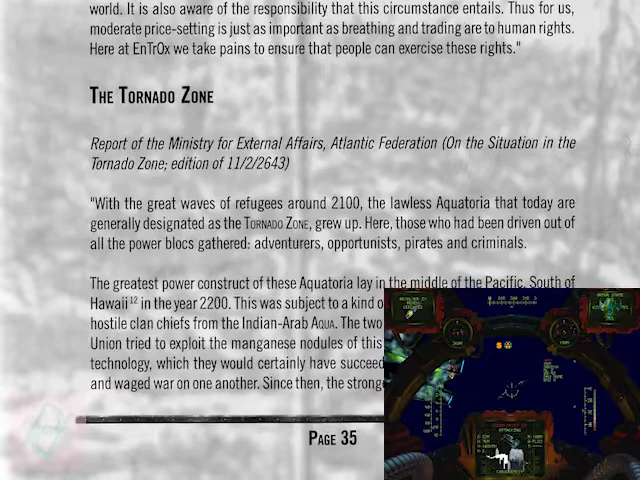 world. It is also aware of the responsibility that this circumstance entails. Thus for us,
moderate price-setting is just as important as breathing and trading are to human rights.
Here at EnTrOx we take pains to ensure that people can exercise these rights."
THE TORNADO ZONE
Report of the Ministry for External Affairs, Atlantic Federation (On the Situation in the
Tornado Zone; edition of 11/2/2643)
"With the great waves of refugees around 2100, the lawless Aquatoria that today are
generally designated as the TORNADO ZONE, grew up. Here, those who had been driven out of
all the power blocs gathered: adventurers, opportunists, pirates and criminals.
The greatest power construct of these Aquatoria lay in the middle of the Pacific, South of
Hawaii 12 in the year 2200. This was subject to a kind o
hostile clan chiefs from the Indian-Arab AQUA. The two
Union tried to exploit the manganese nodules of this
technology, which they would certainly have succeed
and waged war on one another. Since then, the stronge
PAGE 35